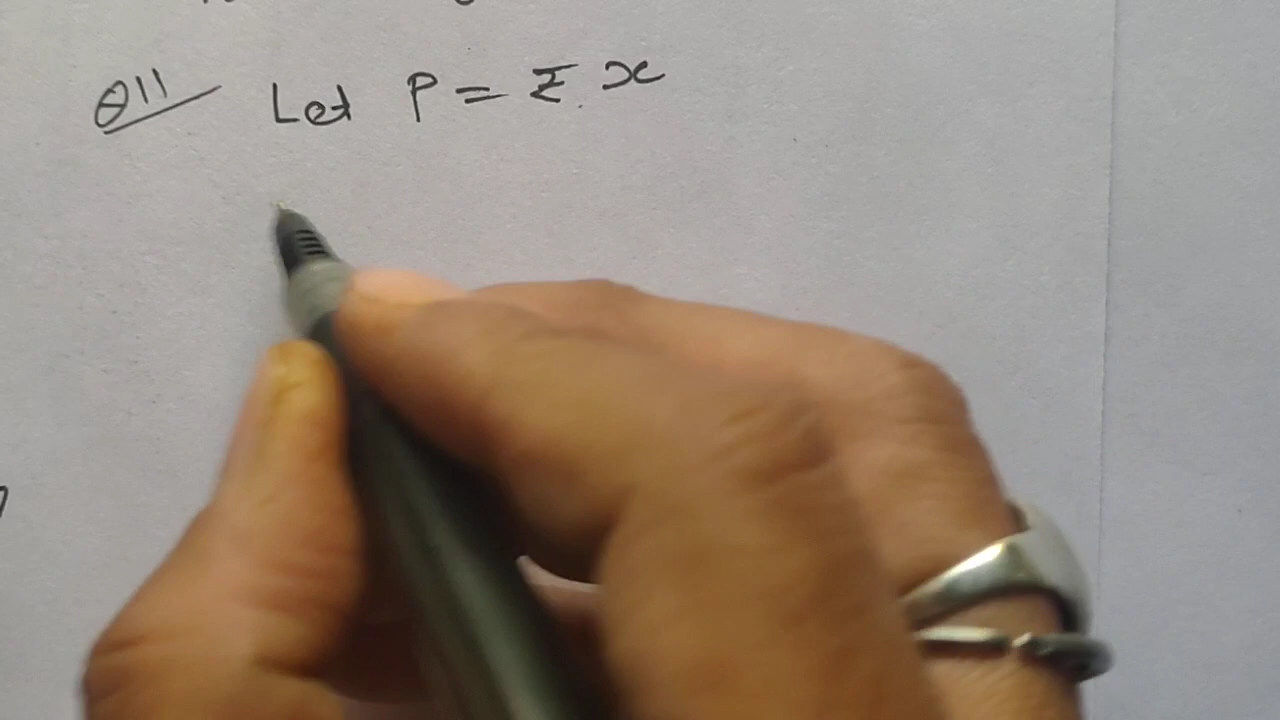 Q11 Let P = ₹. x